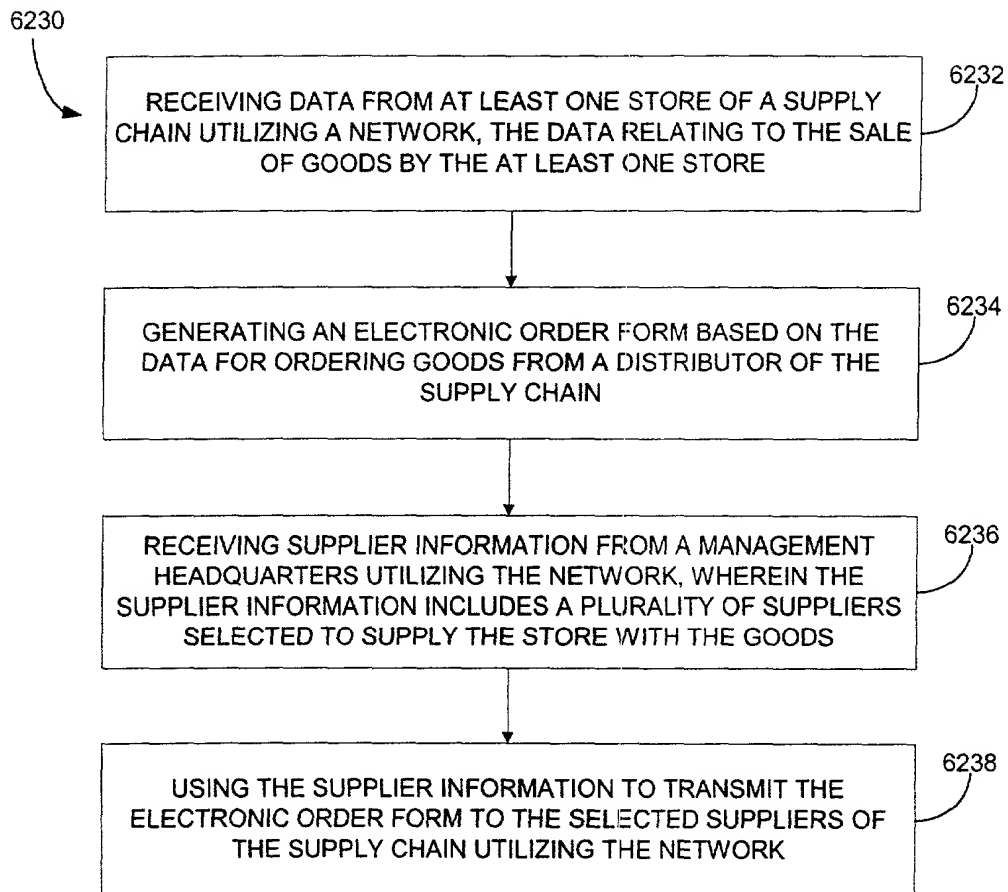 6230
6232
RECEIVING DATA FROM AT LEAST ONE STORE OF A SUPPLY
CHAIN UTILIZING A NETWORK, THE DATA RELATING TO THE SALE
OF GOODS BY THE AT LEAST ONE STORE
6234
GENERATING AN ELECTRONIC ORDER FORM BASED ON THE
DATA FOR ORDERING GOODS FROM A DISTRIBUTOR OF THE
SUPPLY CHAIN
6236
RECEIVING SUPPLIER INFORMATION FROM A MANAGEMENT
HEADQUARTERS UTILIZING THE NETWORK, WHEREIN THE
SUPPLIER INFORMATION INCLUDES A PLURALITY OF SUPPLIERS
SELECTED TO SUPPLY THE STORE WITH THE GOODS
6238
USING THE SUPPLIER INFORMATION TO TRANSMIT THE
ELECTRONIC ORDER FORM TO THE SELECTED SUPPLIERS OF
THE SUPPLY CHAIN UTILIZING THE NETWORK